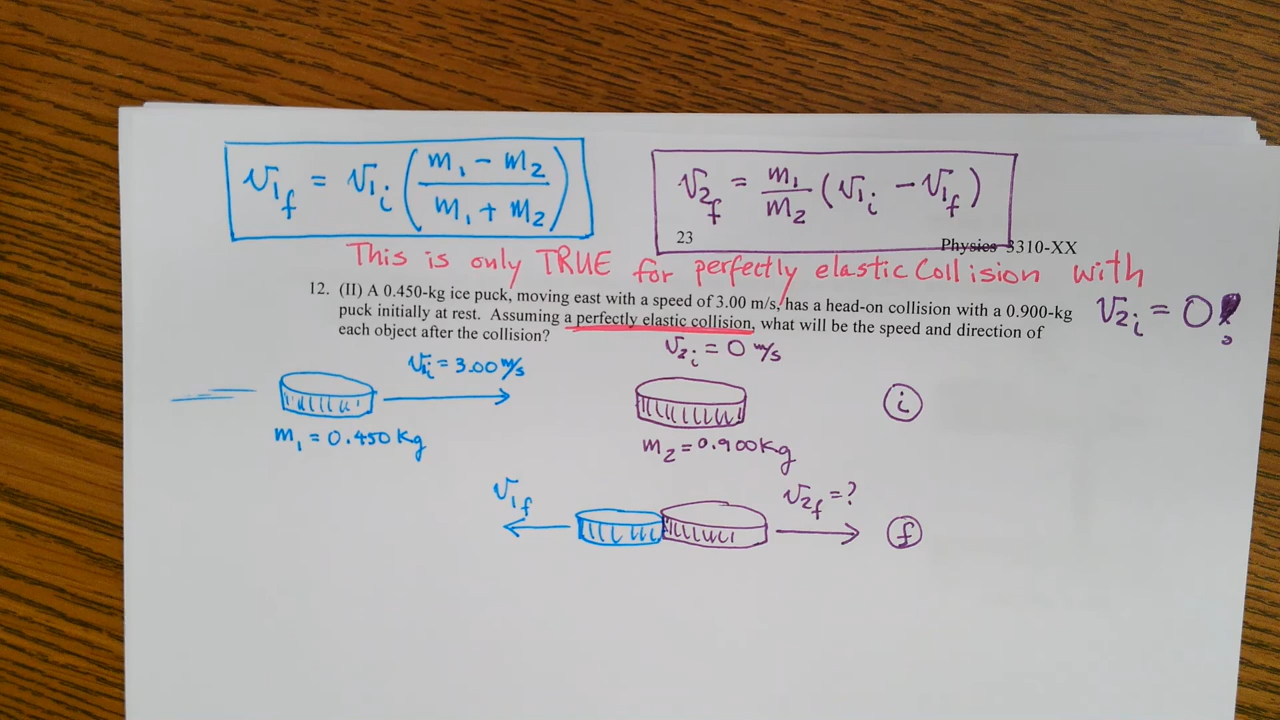 v1f = v1i ( (m1 - m2) / (m1 + m2) )
v2f = m1/m2 (v1i - v1f)
23
Physics 3310-XX
This is only TRUE for perfectly elastic Collision with
v2i = 0!
12. (II) A 0.450-kg ice puck, moving east with a speed of 3.00 m/s, has a head-on collision with a 0.900-kg
puck initially at rest. Assuming a perfectly elastic collision, what will be the speed and direction of
each object after the collision?
v1i = 3.00 m/s
v2i = 0 m/s
i
m1 = 0.450 kg
m2 = 0.900 kg
v1f
v2f = ?
f